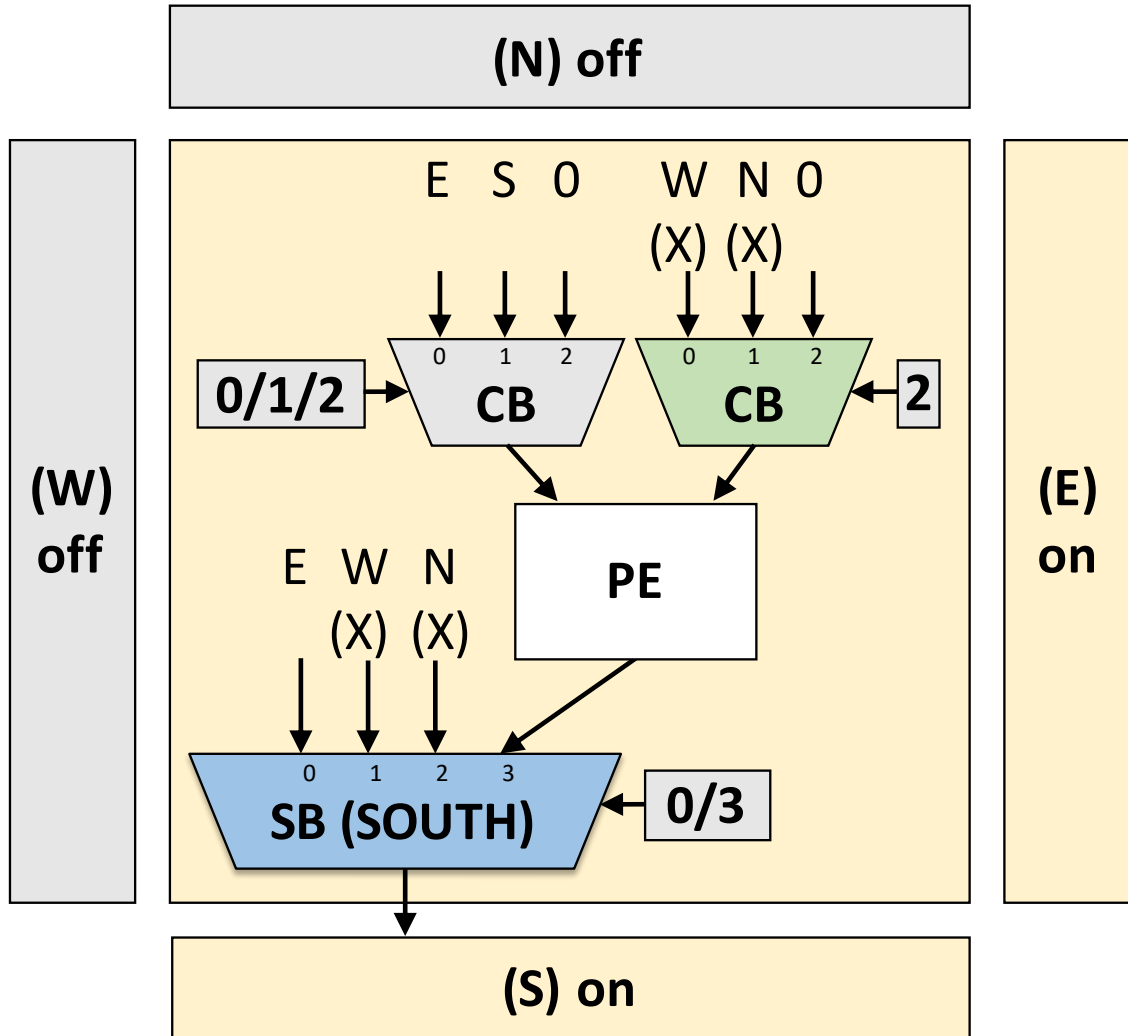 (N) off
E S 0 W N 0
(X) (X)
0 1 2 0 1 2
0/1/2 CB CB 2
(W)
off
(E)
on
PE
E W N
(X) (X)
0 1 2 3
SB (SOUTH) 0/3
(S) on